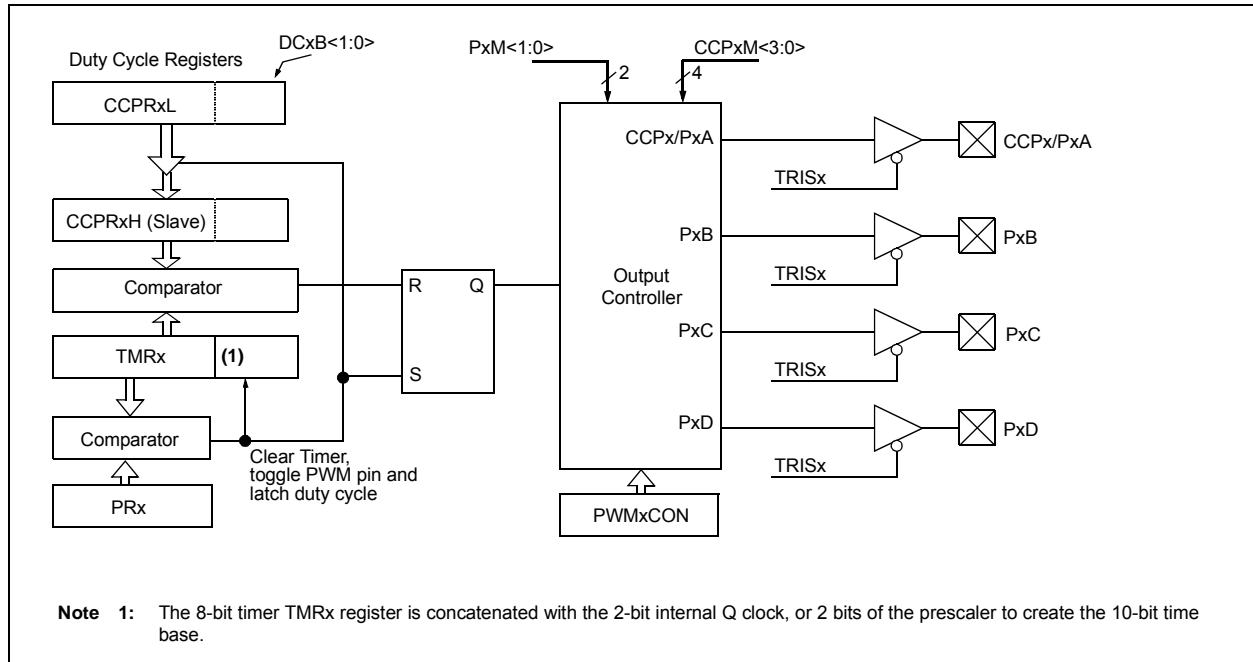 DCxB<1:0>
Duty Cycle Registers
CCPRxL
CCPRxH (Slave)
Comparator
TMRx
(1)
Comparator
PRx
Clear Timer,
toggle PWM pin and
latch duty cycle
R
Q
S
PxM<1:0>
2
CCPxM<3:0>
4
Output
Controller
CCPx/PxA
PxB
PxC
PxD
PWMxCON
TRISx
CCPx/PxA
TRISx
PxB
TRISx
PxC
TRISx
PxD
Note 1: The 8-bit timer TMRx register is concatenated with the 2-bit internal Q clock, or 2 bits of the prescaler to create the 10-bit time
base.